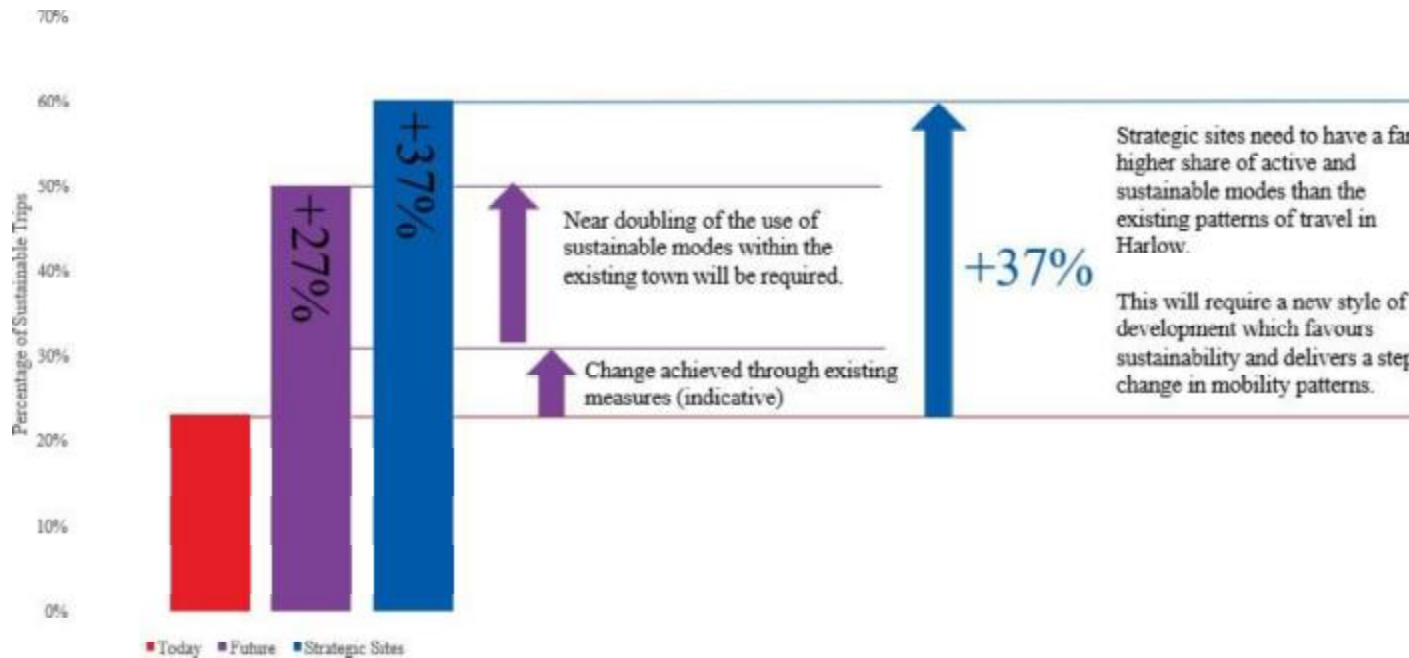 70%
60%
50%
40%
30%
20%
10%
0%
Percentage of Sustainable Trips
+27%
+37%
Near doubling of the use of
sustainable modes within the
existing town will be required.
Change achieved through existing
measures (indicative)
+37%
Strategic sites need to have a far
higher share of active and
sustainable modes than the
existing patterns of travel in
Harlow.
This will require a new style of
development which favours
sustainability and delivers a step
change in mobility patterns.
Today Future Strategic Sites